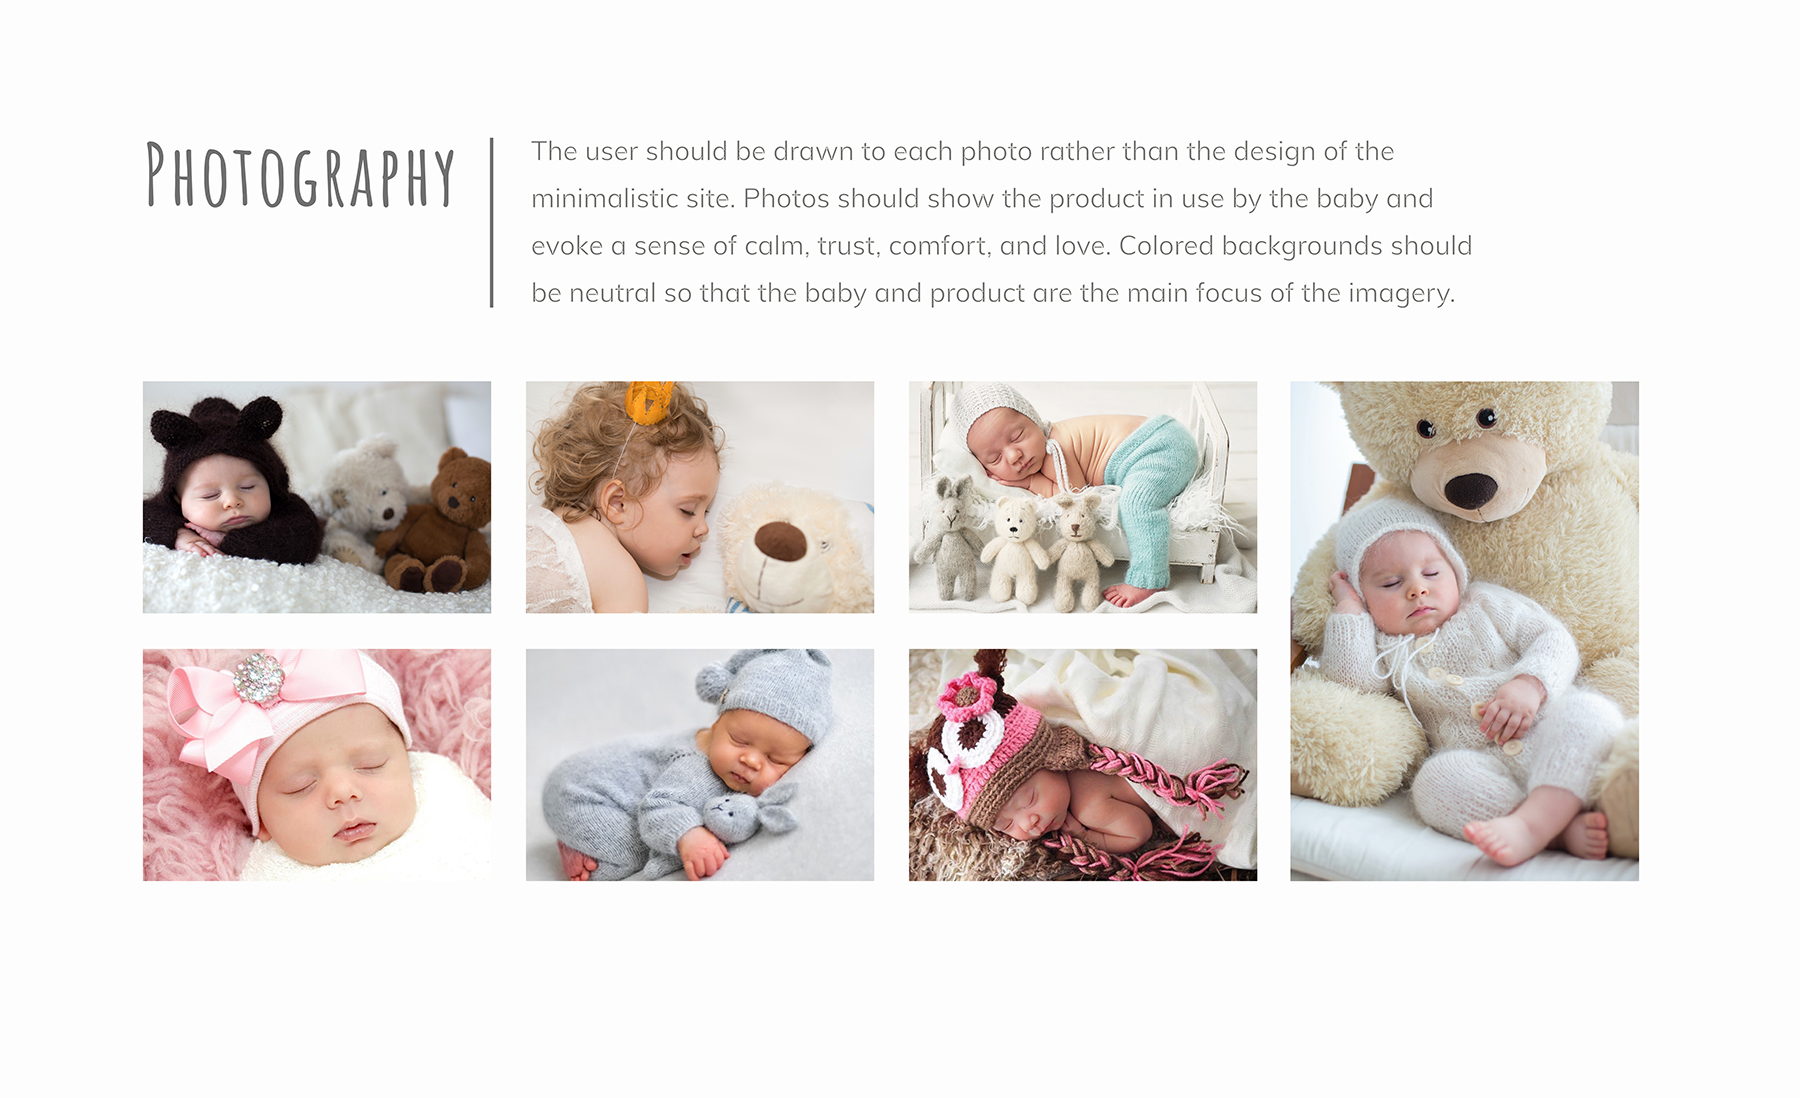 Photography
The user should be drawn to each photo rather than the design of the
minimalistic site. Photos should show the product in use by the baby and
evoke a sense of calm, trust, comfort, and love. Colored backgrounds should
be neutral so that the baby and product are the main focus of the imagery.